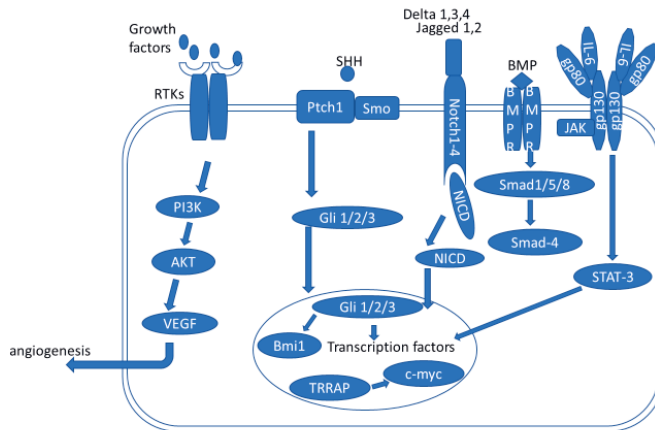 Growth
factors
RTKs
PI3K
AKT
VEGF
angiogenesis
SHH
Ptch1
Smo
Gli 1/2/3
Gli 1/2/3
Bmi1
Transcription factors
TRRAP
c-myc
Delta 1,3,4
Jagged 1,2
Notch1-4
NICD
NICD
BMP
BMPR
BMPR
Smad1/5/8
Smad-4
IL-6
gp80
IL-6
gp80
gp130
gp130
JAK
STAT-3